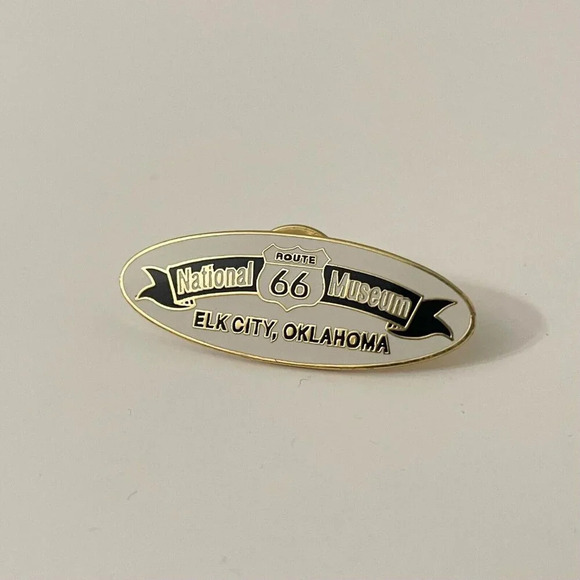 ROUTE
National 66 Museum
ELK CITY, OKLAHOMA